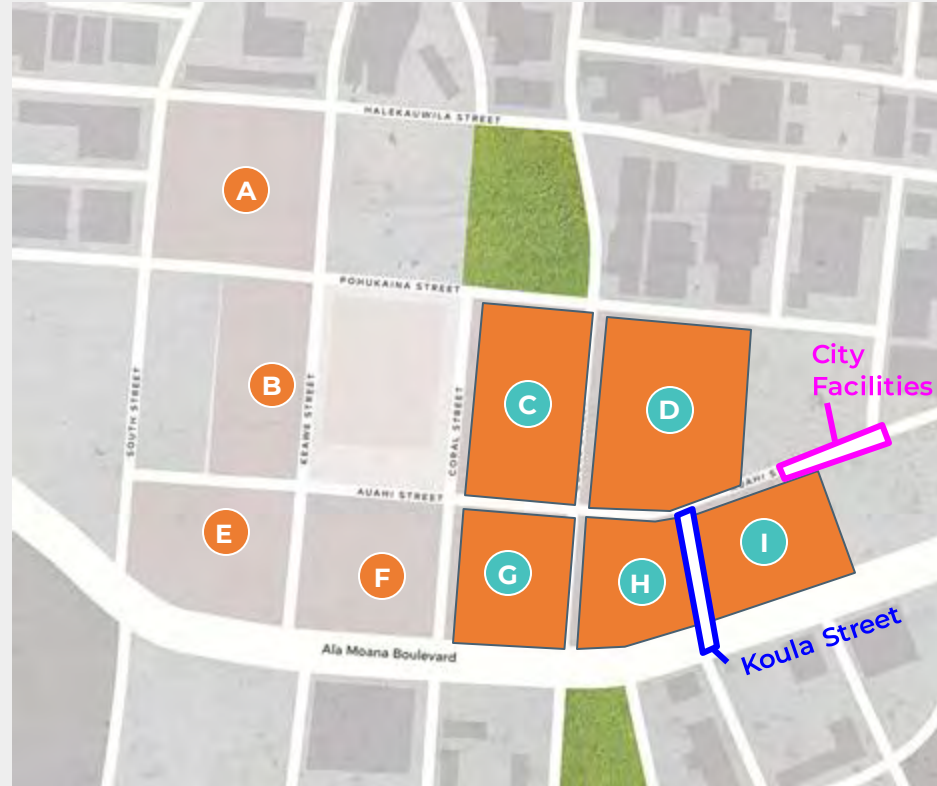 HALEKAUWILA STREET
A
POHUKAINA STREET
City
Facilities
B
C
D
SOUTH STREET
KEAWE STREET
CORAL STREET
AUAHI STREET
E
F
G
H
I
Koula Street
Ala Moana Boulevard